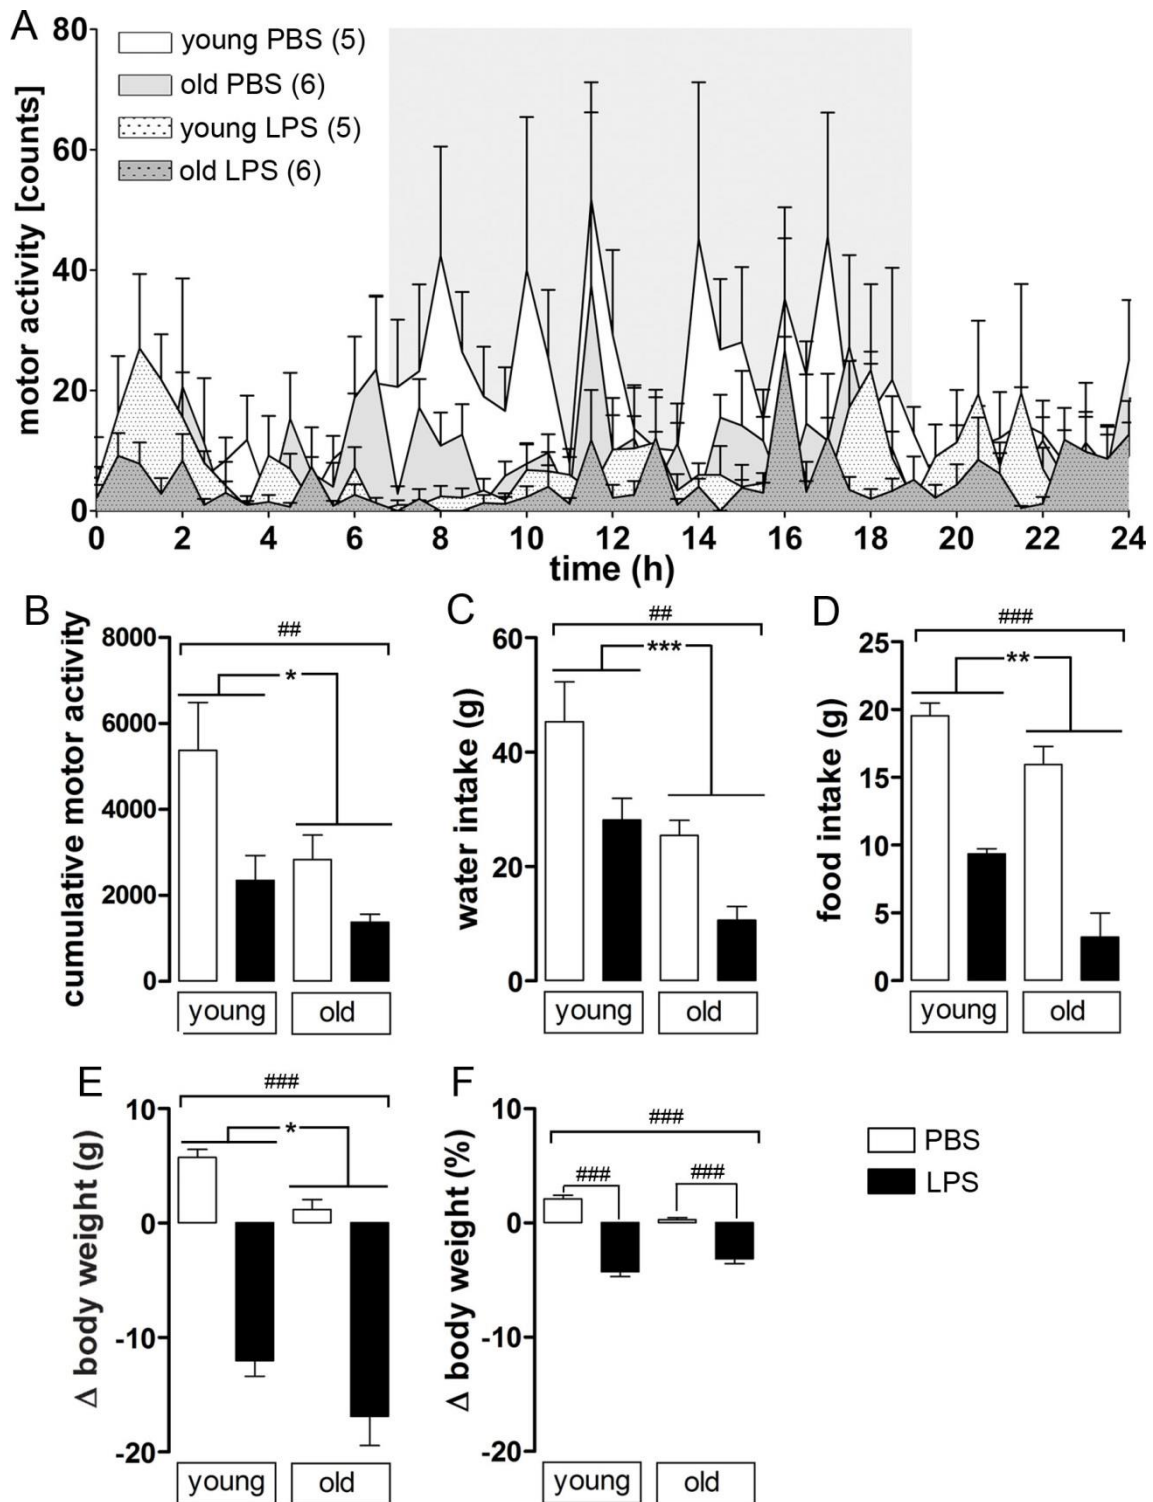 A
motor activity [counts]
80
60
40
20
0
young PBS (5)
old PBS (6)
young LPS (5)
old LPS (6)
0 2 4 6 8 10 12 14 16 18 20 22 24
time (h)
B
cumulative motor activity
8000
6000
4000
2000
0
##
*
young old
C
water intake (g)
60
40
20
0
##
***
young old
D
food intake (g)
25
20
15
10
5
0
###
**
young old
E
Δ body weight (g)
10
0
-10
-20
###
*
young old
F
Δ body weight (%)
10
0
-10
-20
###
### ###
young old
PBS
LPS